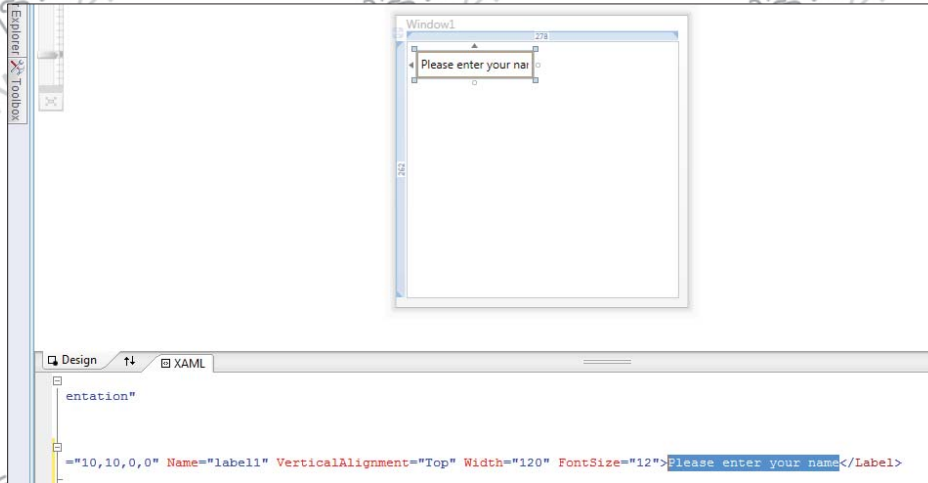 Explorer
Toolbox
Window1
278
Please enter your nar
262
Design
XAML
entation"
="10,10,0,0" Name="label1" VerticalAlignment="Top" Width="120" FontSize="12">Please enter your name</Label>